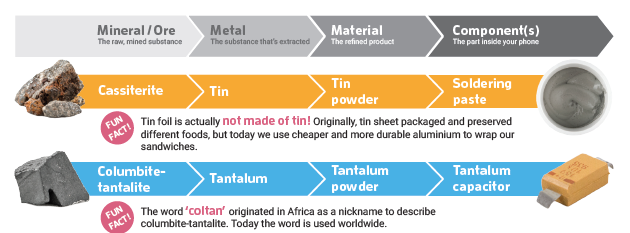 Mineral / Ore
The raw, mined substance
Metal
The substance that's extracted
Material
The refined product
Component(s)
The part inside your phone
Cassiterite
Tin
Tin
powder
Soldering
paste
FUN
FACT!
Tin foil is actually not made of tin! Originally, tin sheet packaged and preserved
different foods, but today we use cheaper and more durable aluminium to wrap our
sandwiches.
Columbite-
tantalite
Tantalum
Tantalum
powder
Tantalum
capacitor
FUN
FACT!
The word 'coltan' originated in Africa as a nickname to describe
columbite-tantalite. Today the word is used worldwide.